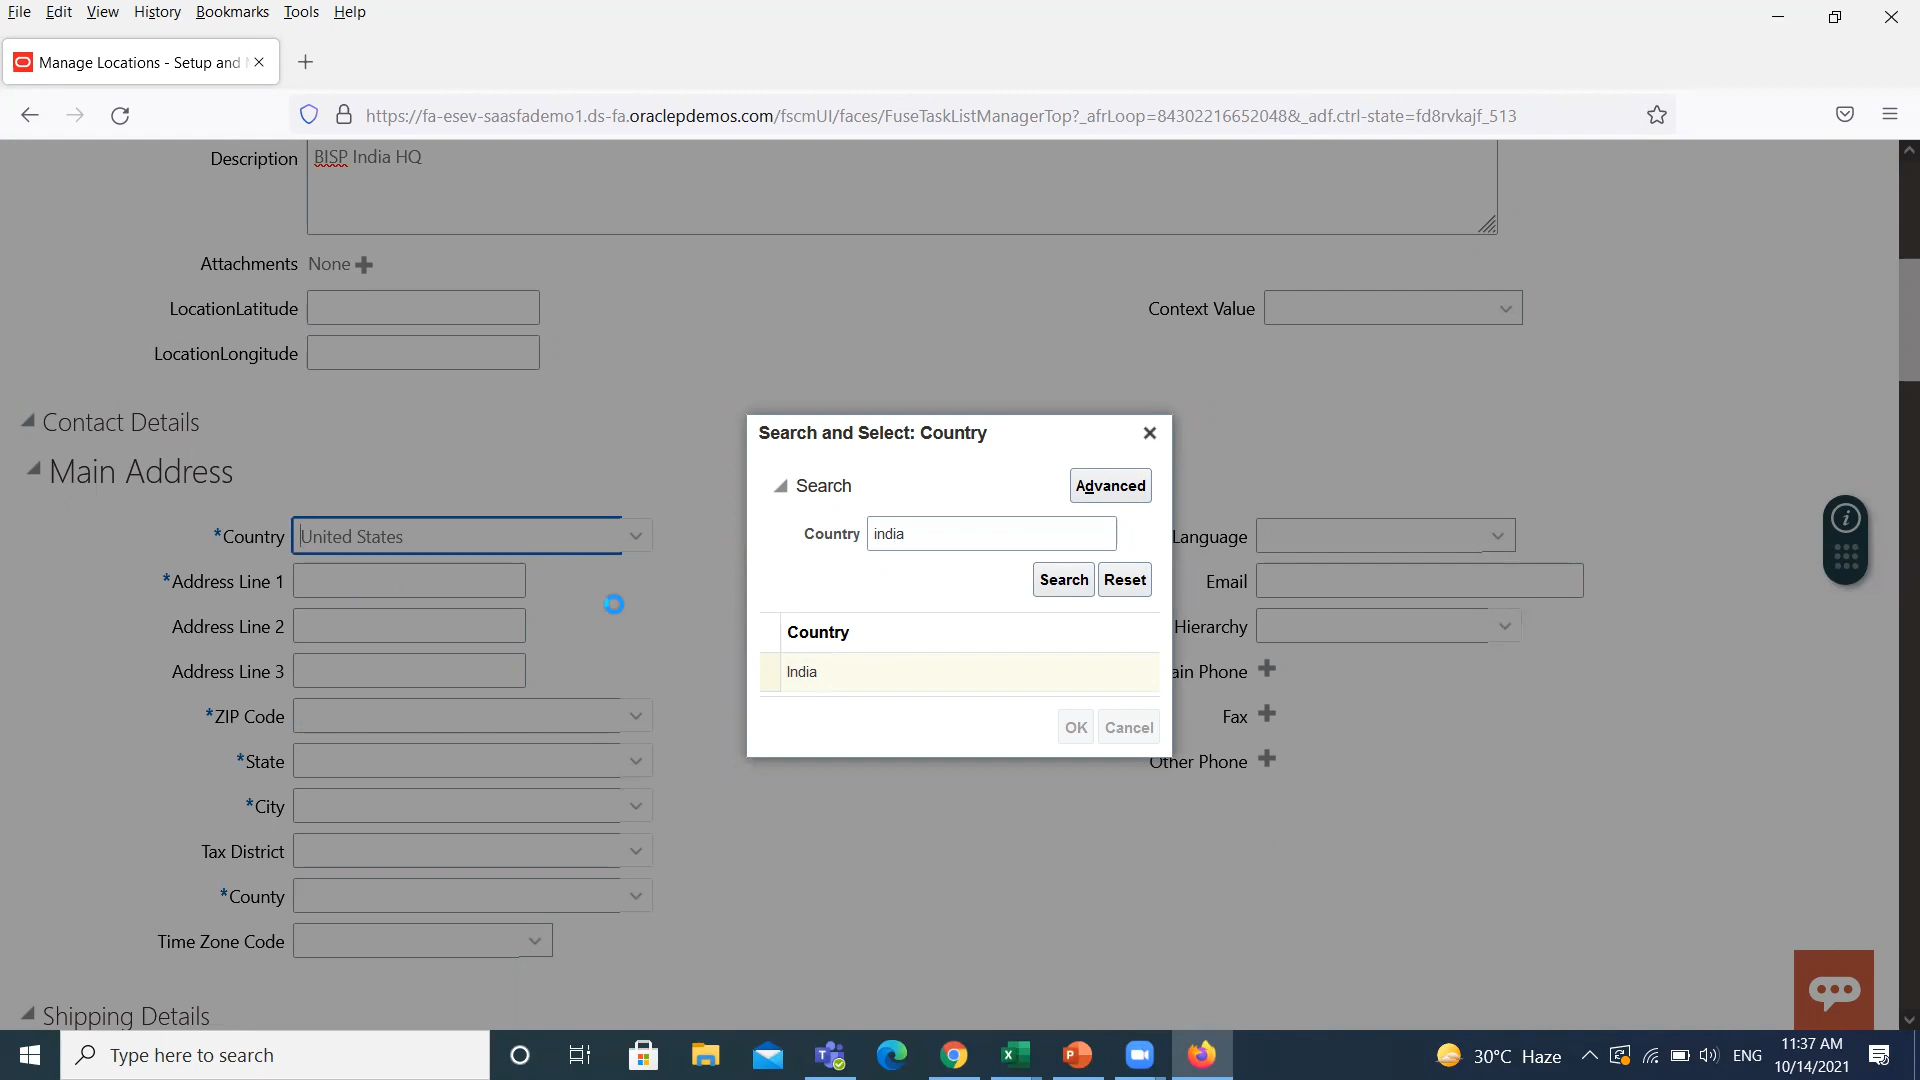 File Edit View History Bookmarks Tools Help
Manage Locations - Setup and
https://fa-esev-saasfademo1.ds-fa.oraclepdemos.com/fscmUI/faces/FuseTaskListManagerTop?_afrLoop=84302216652048&_adf.ctrl-state=fd8rvkajf_513
Description BISP India HQ
Attachments None
LocationLatitude
Context Value
LocationLongitude
Contact Details
Main Address
*Country United States
*Address Line 1
Address Line 2
Address Line 3
*ZIP Code
*State
*City
Tax District
*County
Time Zone Code
Shipping Details
Search and Select: Country
Search
Advanced
Country india
Search Reset
Country
India
OK Cancel
Language
Email
Hierarchy
ain Phone
Fax
Other Phone
Type here to search
30°C Haze
ENG
11:37 AM
10/14/2021